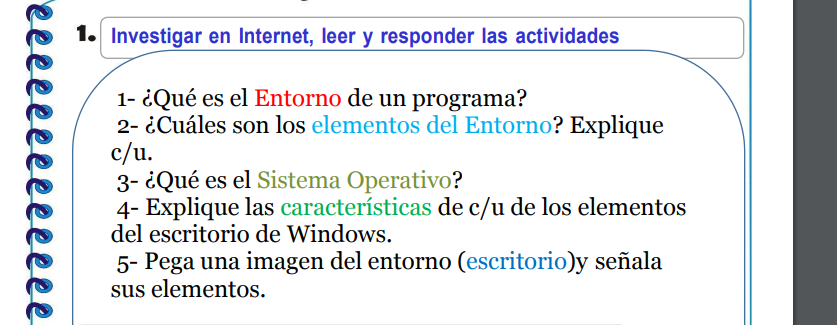 1. Investigar en Internet, leer y responder las actividades
1- ¿Qué es el Entorno de un programa?
2- ¿Cuáles son los elementos del Entorno? Explique
c/u.
3- ¿Qué es el Sistema Operativo?
4- Explique las características de c/u de los elementos
del escritorio de Windows.
5- Pega una imagen del entorno (escritorio)y señala
sus elementos.